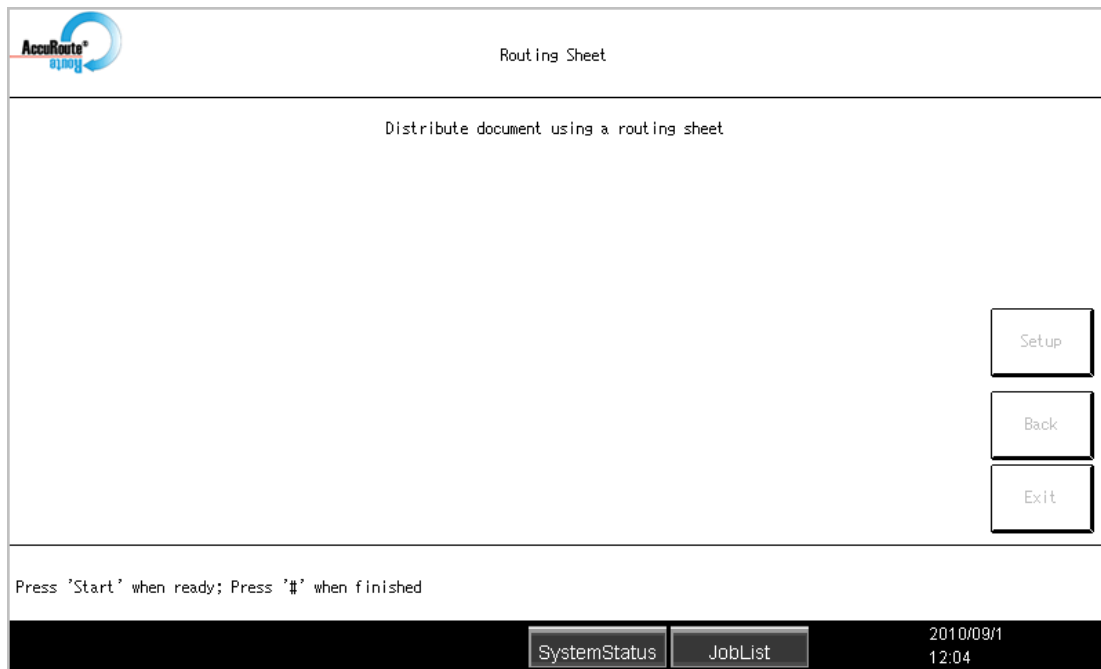 AccuRoute®
Route
Routing Sheet
Distribute document using a routing sheet
Setup
Back
Exit
Press 'Start' when ready; Press '#' when finished
SystemStatus
JobList
2010/09/1
12:04